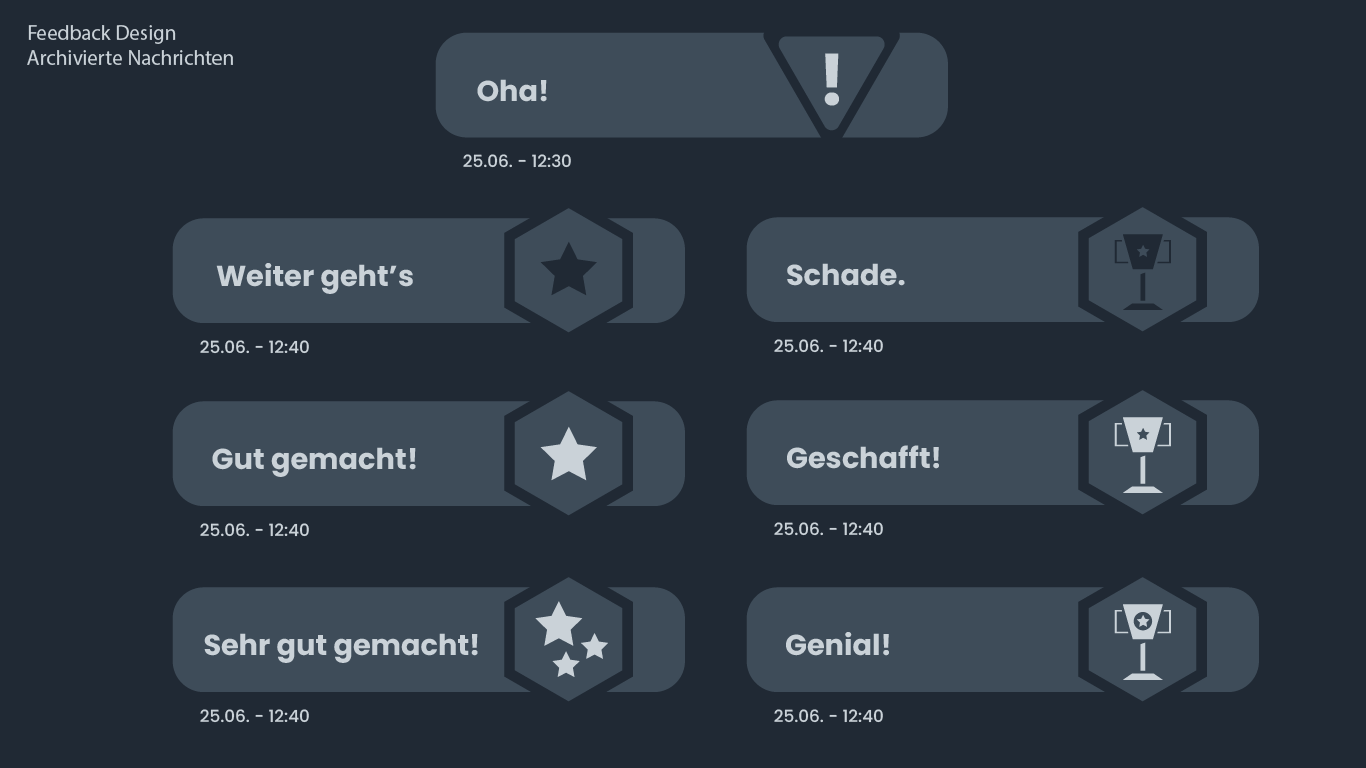 Feedback Design
Archivierte Nachrichten
Oha!
!
25.06. - 12:30
Weiter geht’s
25.06. - 12:40
Schade.
25.06. - 12:40
Gut gemacht!
25.06. - 12:40
Geschafft!
25.06. - 12:40
Sehr gut gemacht!
25.06. - 12:40
Genial!
25.06. - 12:40